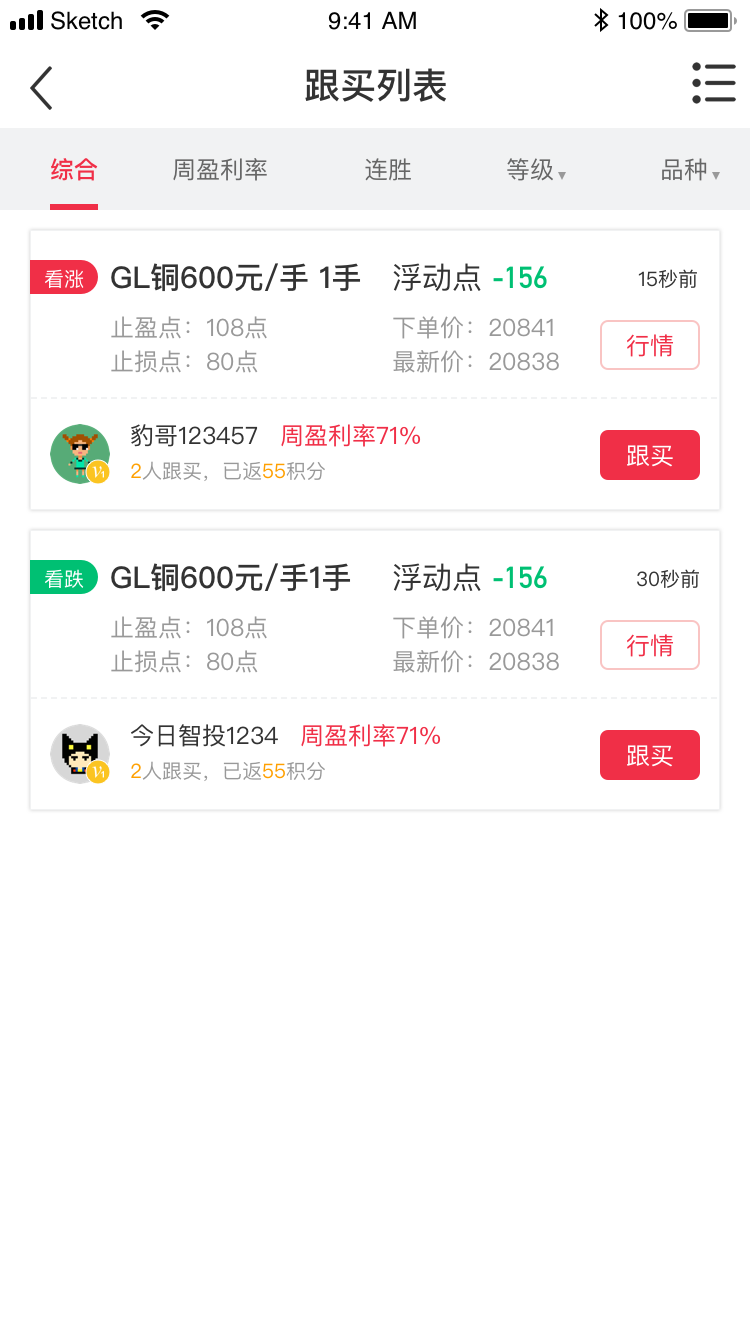 Sketch 9:41 AM 100%
跟买列表
综合 周盈利率 连胜 等级 品种
看涨 GL铜600元/手 1手 浮动点 -156 15秒前
止盈点：108点 下单价：20841
止损点：80点 最新价：20838
行情
豹哥123457 周盈利率71%
2人跟买，已返55积分
跟买
看跌 GL铜600元/手1手 浮动点 -156 30秒前
止盈点：108点 下单价：20841
止损点：80点 最新价：20838
行情
今日智投1234 周盈利率71%
2人跟买，已返55积分
跟买